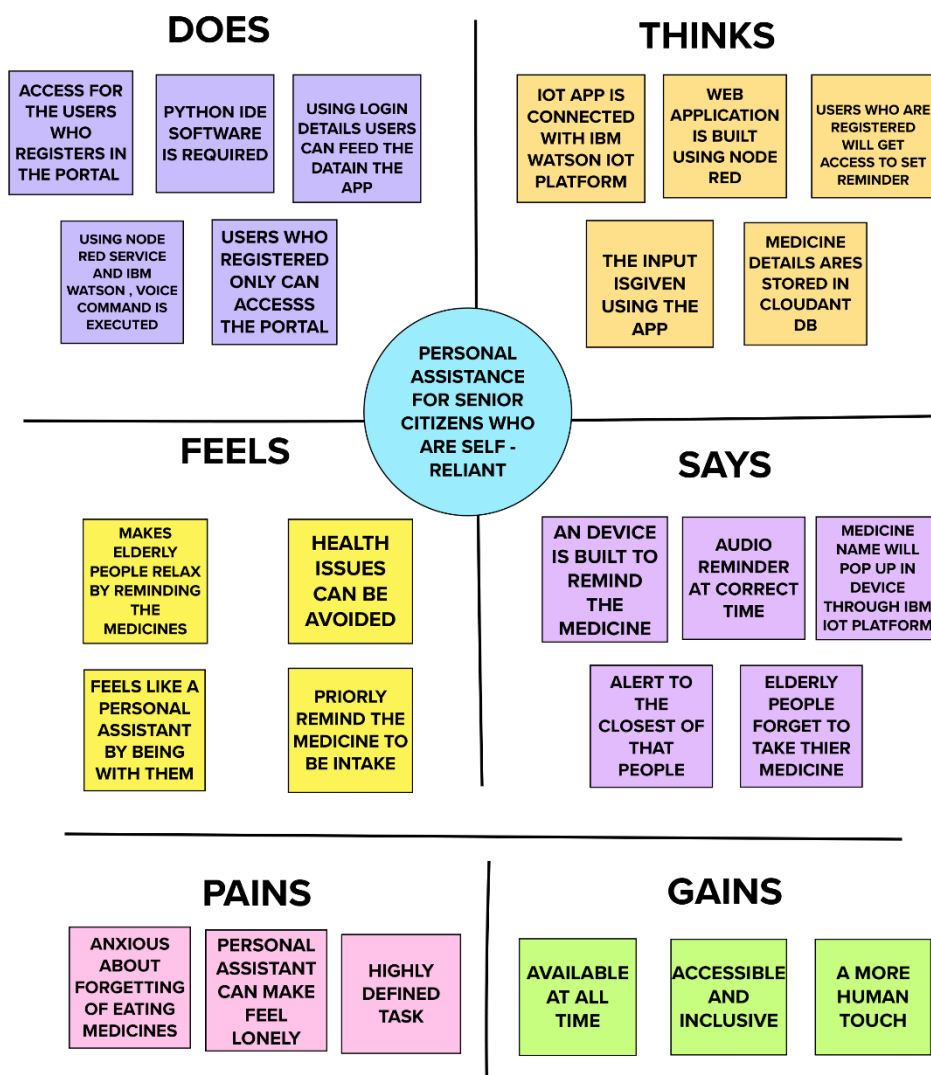 DOES
ACCESS FOR
THE USERS
WHO
REGISTERS IN
THE PORTAL
PYTHON IDE
SOFTWARE
IS REQUIRED
USING LOGIN
DETAILS USERS
CAN FEED THE
DATAIN THE
APP
USING NODE
RED SERVICE
AND IBM
WATSON , VOICE
COMMAND IS
EXECUTED
USERS WHO
REGISTERED
ONLY CAN
ACCESSS
THE PORTAL
THINKS
IOT APP IS
CONNECTED
WITH IBM
WATSON IOT
PLATFORM
WEB
APPLICATION
IS BUILT
USING NODE
RED
USERS WHO ARE
REGISTERED
WILL GET
ACCESS TO SET
REMINDER
THE INPUT
ISGIVEN
USING THE
APP
MEDICINE
DETAILS ARES
STORED IN
CLOUDANT
DB
PERSONAL
ASSISTANCE
FOR SENIOR
CITIZENS WHO
ARE SELF -
RELIANT
FEELS
MAKES
ELDERLY
PEOPLE RELAX
BY REMINDING
THE
MEDICINES
HEALTH
ISSUES
CAN BE
AVOIDED
FEELS LIKE A
PERSONAL
ASSISTANT
BY BEING
WITH THEM
PRIORLY
REMIND THE
MEDICINE TO
BE INTAKE
SAYS
AN DEVICE
IS BUILT TO
REMIND
THE
MEDICINE
AUDIO
REMINDER
AT CORRECT
TIME
MEDICINE
NAME WILL
POP UP IN
DEVICE
THROUGH IBM
IOT PLATFORM
ALERT TO
THE
CLOSEST OF
THAT
PEOPLE
ELDERLY
PEOPLE
FORGET TO
TAKE THIER
MEDICINE
PAINS
ANXIOUS
ABOUT
FORGETTING
OF EATING
MEDICINES
PERSONAL
ASSISTANT
CAN MAKE
FEEL
LONELY
HIGHLY
DEFINED
TASK
GAINS
AVAILABLE
AT ALL
TIME
ACCESSIBLE
AND
INCLUSIVE
A MORE
HUMAN
TOUCH